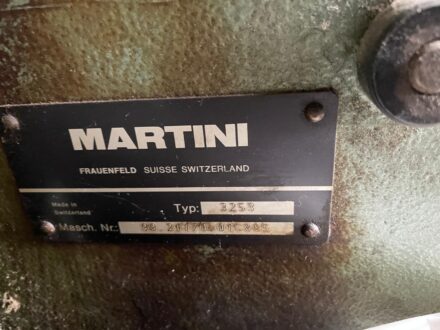 MARTINI
FRAUENFELD SUISSE SWITZERLAND
Made in
Switzerland
Typ: 3253
Masch. Nr.: